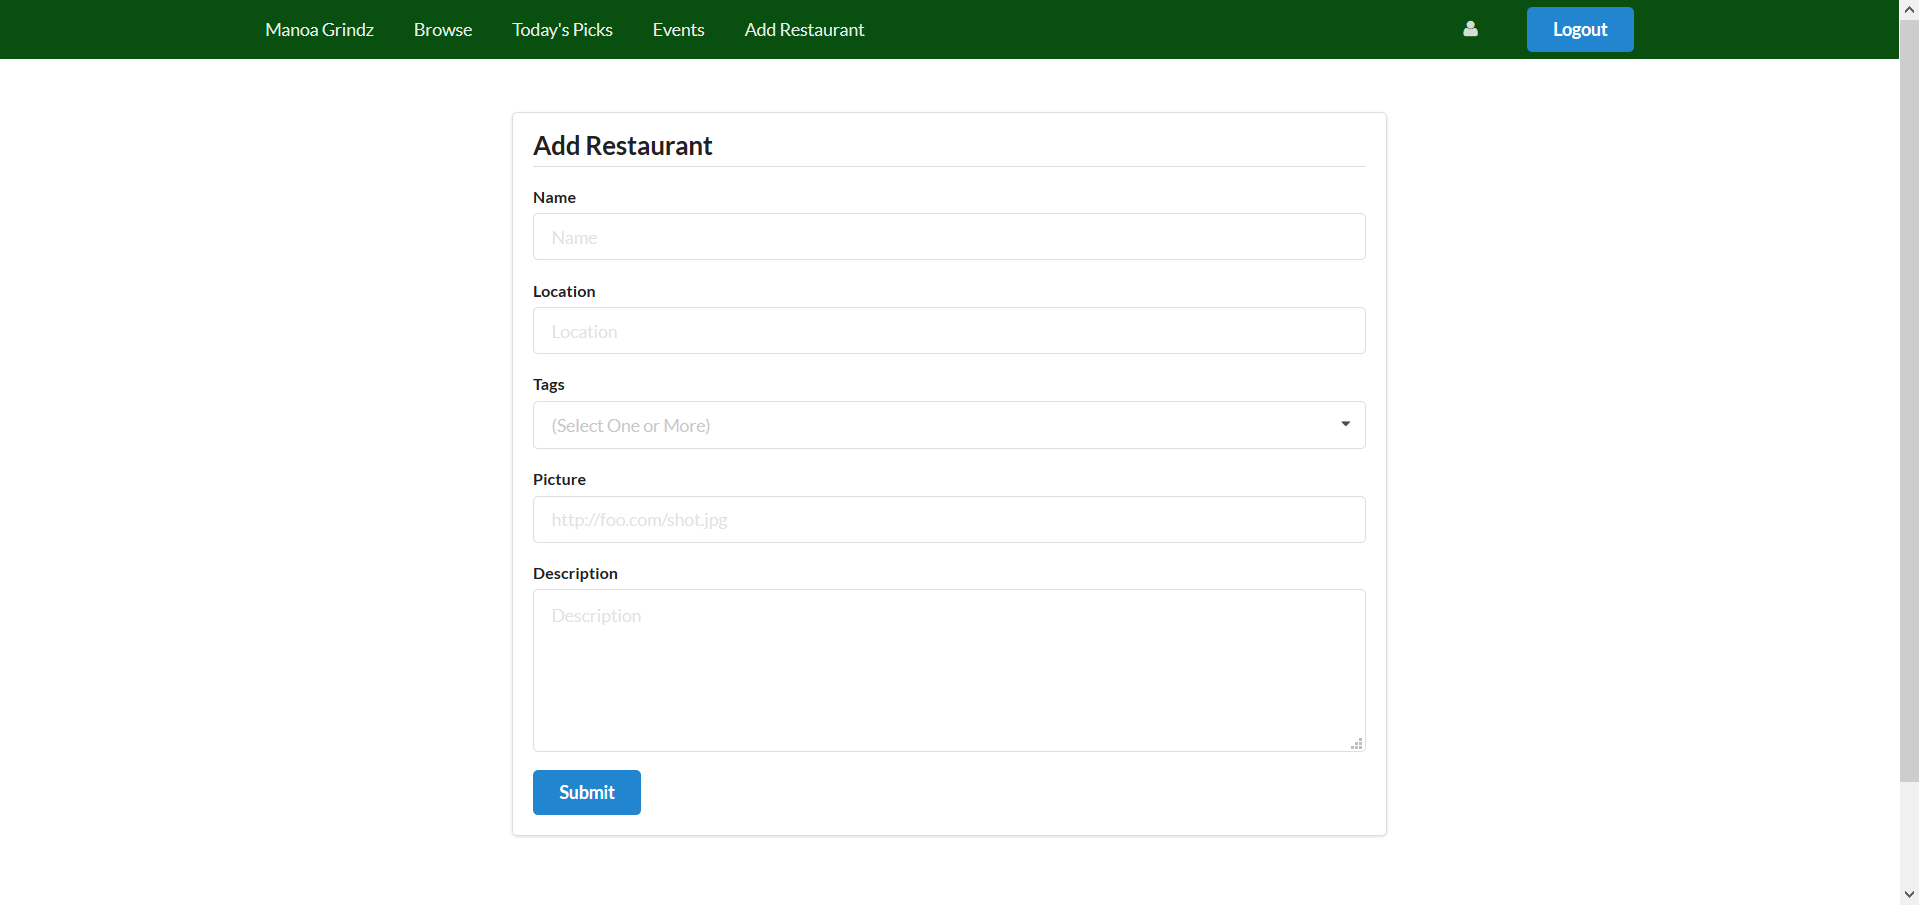 Manoa Grindz Browse Today's Picks Events Add Restaurant Logout
Add Restaurant
Name
Name
Location
Location
Tags
(Select One or More)
Picture
http://foo.com/shot.jpg
Description
Description
Submit